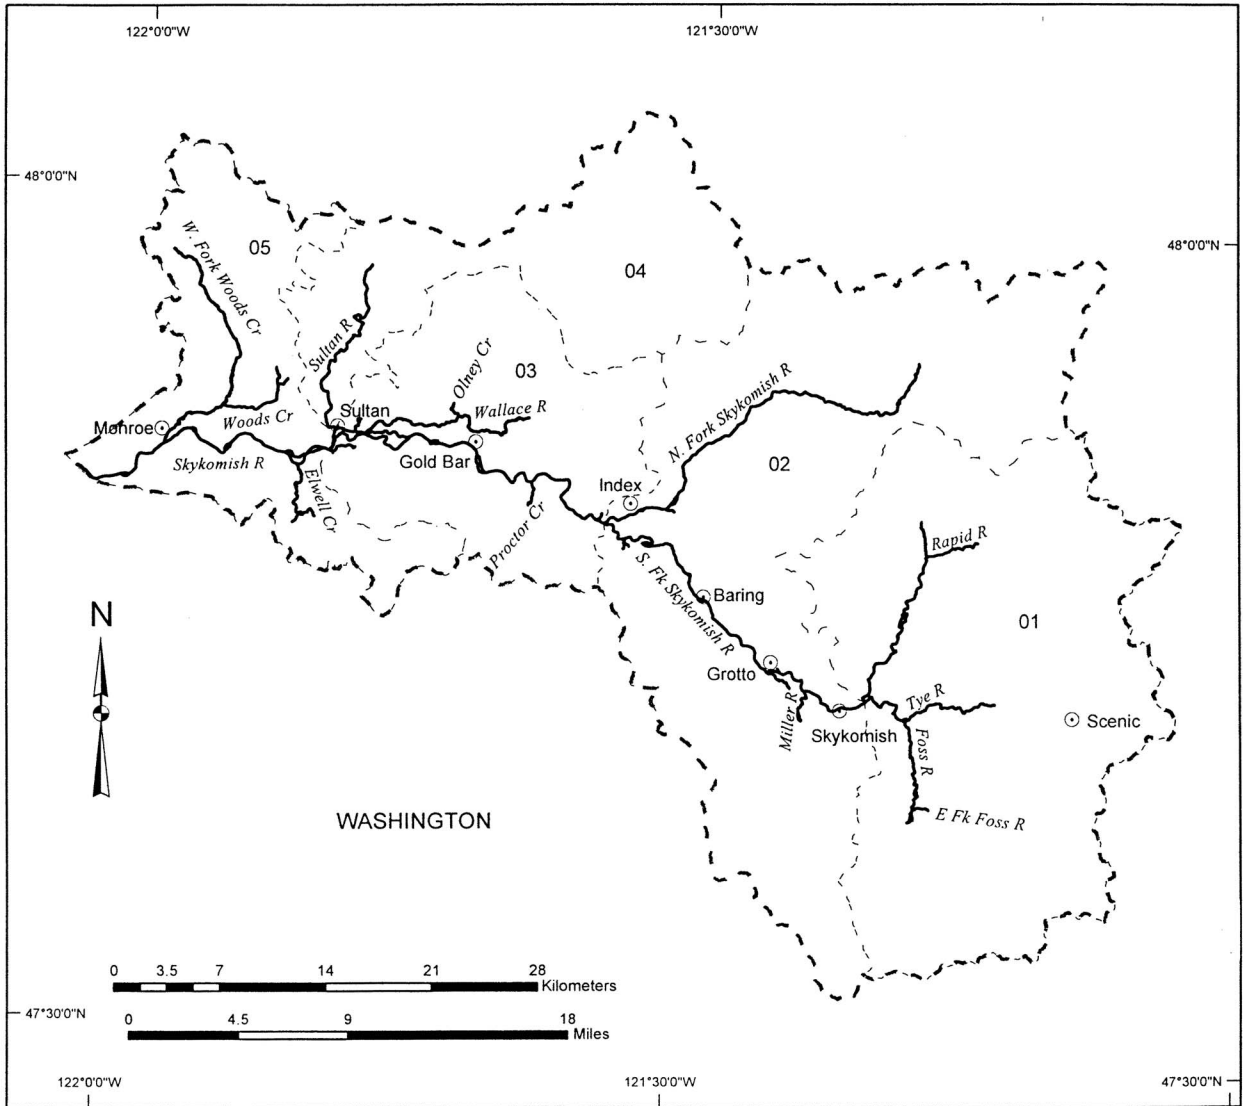 122°0'0"W
121°30'0"W
48°0'0"N
48°0'0"N
W. Fork Woods Cr
05
04
Sultan R
Olney Cr
03
Wallace R
N. Fork Skykomish R
Sultan
Monroe
Woods Cr
Skykomish R
Gold Bar
Elwell Cr
Index
02
Proctor Cr
Rapid R
S. Fk Skykomish R
Baring
01
N
Grotto
Miller R
Tye R
Skykomish
Scenic
Foss R
E Fk Foss R
WASHINGTON
0 3.5 7 14 21 28
Kilometers
47°30'0"N
0 4.5 9 18
Miles
122°0'0"W
121°30'0"W
47°30'0"N